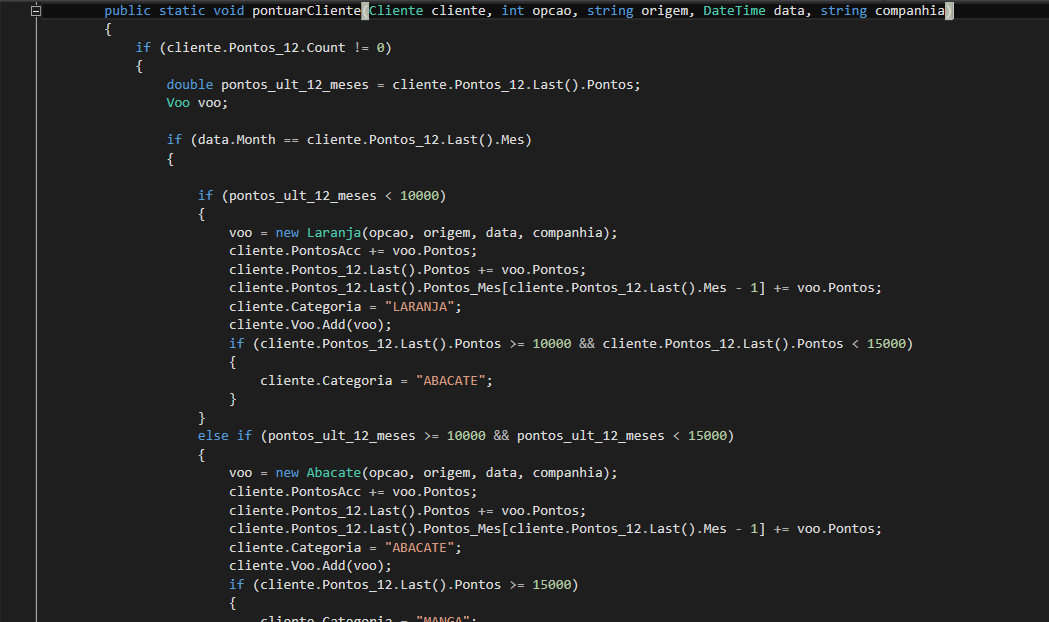 public static void pontuarCliente(Cliente cliente, int opcao, string origem, DateTime data, string companhia)
{
if (cliente.Pontos_12.Count != 0)
{
double pontos_ult_12_meses = cliente.Pontos_12.Last().Pontos;
Voo voo;
if (data.Month == cliente.Pontos_12.Last().Mes)
{
if (pontos_ult_12_meses < 10000)
{
voo = new Laranja(opcao, origem, data, companhia);
cliente.PontosAcc += voo.Pontos;
cliente.Pontos_12.Last().Pontos += voo.Pontos;
cliente.Pontos_12.Last().Pontos_Mes[cliente.Pontos_12.Last().Mes - 1] += voo.Pontos;
cliente.Categoria = "LARANJA";
cliente.Voo.Add(voo);
if (cliente.Pontos_12.Last().Pontos >= 10000 && cliente.Pontos_12.Last().Pontos < 15000)
{
cliente.Categoria = "ABACATE";
}
}
else if (pontos_ult_12_meses >= 10000 && pontos_ult_12_meses < 15000)
{
voo = new Abacate(opcao, origem, data, companhia);
cliente.PontosAcc += voo.Pontos;
cliente.Pontos_12.Last().Pontos += voo.Pontos;
cliente.Pontos_12.Last().Pontos_Mes[cliente.Pontos_12.Last().Mes - 1] += voo.Pontos;
cliente.Categoria = "ABACATE";
cliente.Voo.Add(voo);
if (cliente.Pontos_12.Last().Pontos >= 15000)
{
cliente.Categoria = "MANGA";